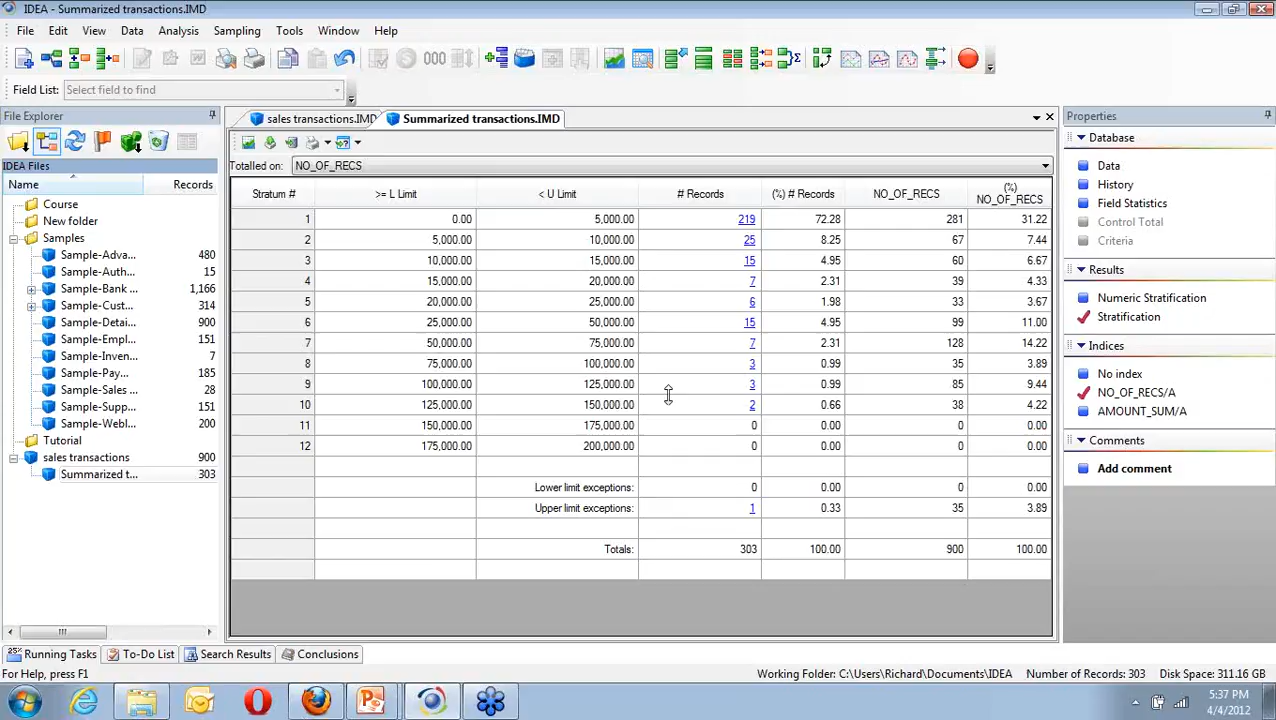 IDEA - Summarized transactions.IMD
File Edit View Data Analysis Sampling Tools Window Help
Field List: Select field to find
File Explorer
IDEA Files
Name Records
Course
New folder
Samples
Sample-Adva... 480
Sample-Auth... 15
Sample-Bank ... 1,166
Sample-Cust... 314
Sample-Detai... 900
Sample-Empl... 151
Sample-Inven... 7
Sample-Pay... 185
Sample-Sales ... 28
Sample-Supp... 151
Sample-Webl... 200
Tutorial
sales transactions 900
Summarized t... 303
sales transactions.IMD Summarized transactions.IMD
Totalled on: NO_OF_RECS
Stratum # >= L Limit < U Limit # Records (%) # Records NO_OF_RECS (%) NO_OF_RECS
1 0.00 5,000.00 219 72.28 281 31.22
2 5,000.00 10,000.00 25 8.25 67 7.44
3 10,000.00 15,000.00 15 4.95 60 6.67
4 15,000.00 20,000.00 7 2.31 39 4.33
5 20,000.00 25,000.00 6 1.98 33 3.67
6 25,000.00 50,000.00 15 4.95 99 11.00
7 50,000.00 75,000.00 7 2.31 128 14.22
8 75,000.00 100,000.00 3 0.99 35 3.89
9 100,000.00 125,000.00 3 0.99 85 9.44
10 125,000.00 150,000.00 2 0.66 38 4.22
11 150,000.00 175,000.00 0 0.00 0 0.00
12 175,000.00 200,000.00 0 0.00 0 0.00
Lower limit exceptions: 0 0.00 0 0.00
Upper limit exceptions: 1 0.33 35 3.89
Totals: 303 100.00 900 100.00
Properties
Database
Data
History
Field Statistics
Control Total
Criteria
Results
Numeric Stratification
Stratification
Indices
No index
NO_OF_RECS/A
AMOUNT_SUM/A
Comments
Add comment
Running Tasks To-Do List Search Results Conclusions
For Help, press F1 Working Folder: C:\Users\Richard\Documents\IDEA Number of Records: 303 Disk Space: 311.16 GB
5:37 PM
4/4/2012